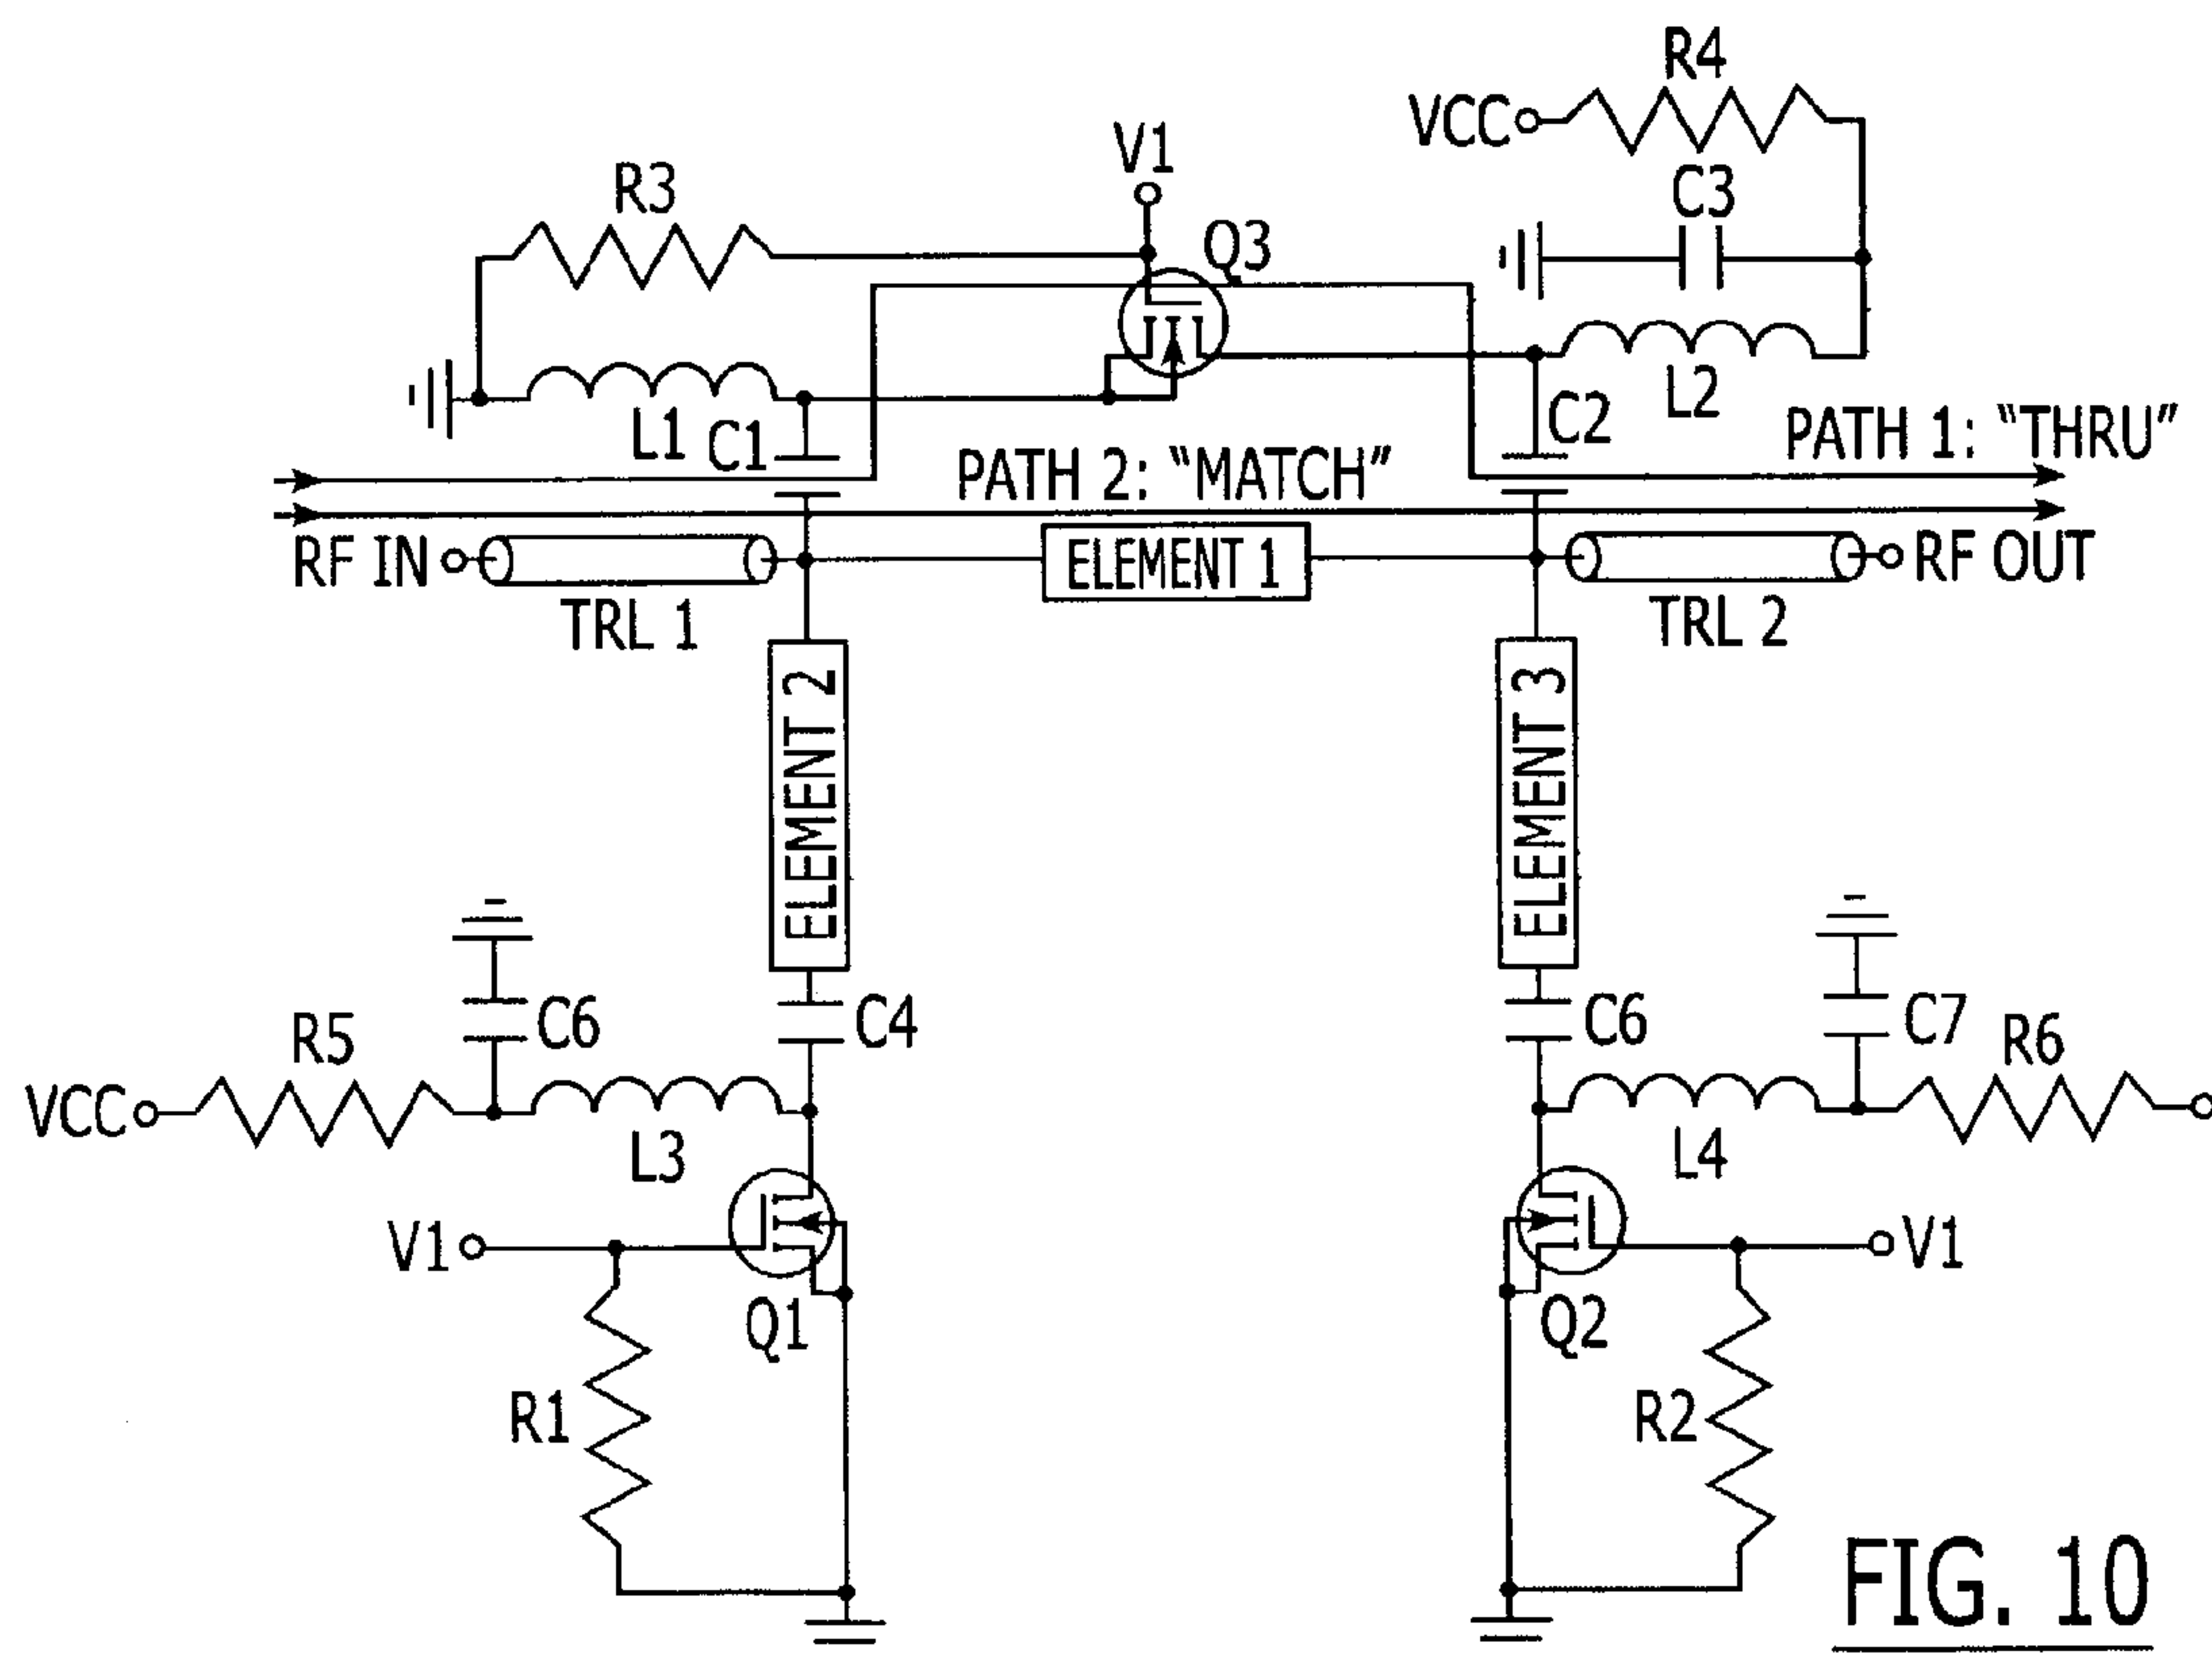 R4
VCC
V1
R3
C3
Q3
L2
C2
L1
C1
PATH 1: “THRU”
PATH 2: “MATCH”
RF IN
ELEMENT 1
RF OUT
TRL 1
TRL 2
ELEMENT 2
ELEMENT 3
C6
C4
C6
C7
R5
R6
VCC
L3
L4
V1
V1
Q1
Q2
R1
R2
FIG. 10